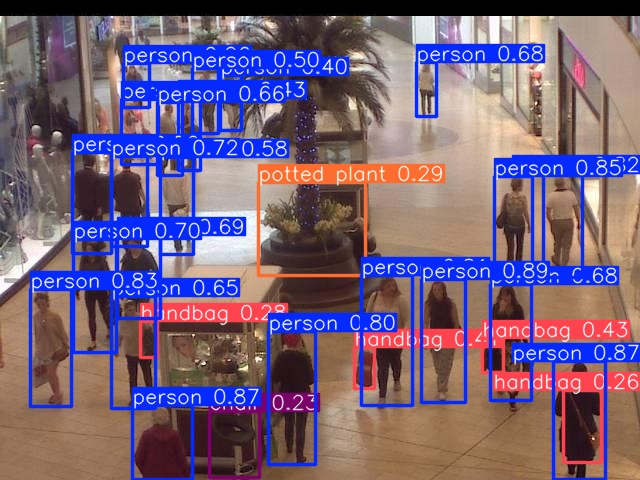 person 0.68
person
person 0.50
0.40
person 0.66
person 0.72
0.58
potted plant 0.29
person 0.85
person 0.70
0.69
person 0.83
person 0.65
person 0.89
0.68
handbag 0.28
person 0.80
handbag 0.43
handbag
person 0.87
handbag 0.26
person 0.87
chair 0.23